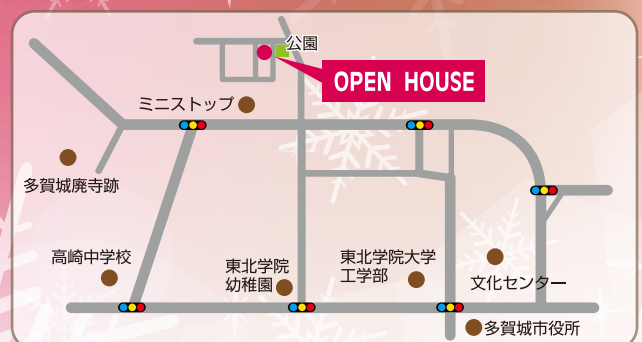 公園
OPEN HOUSE
ミニストップ
多賀城廃寺跡
高崎中学校
東北学院
幼稚園
東北学院大学
工学部
文化センター
多賀城市役所